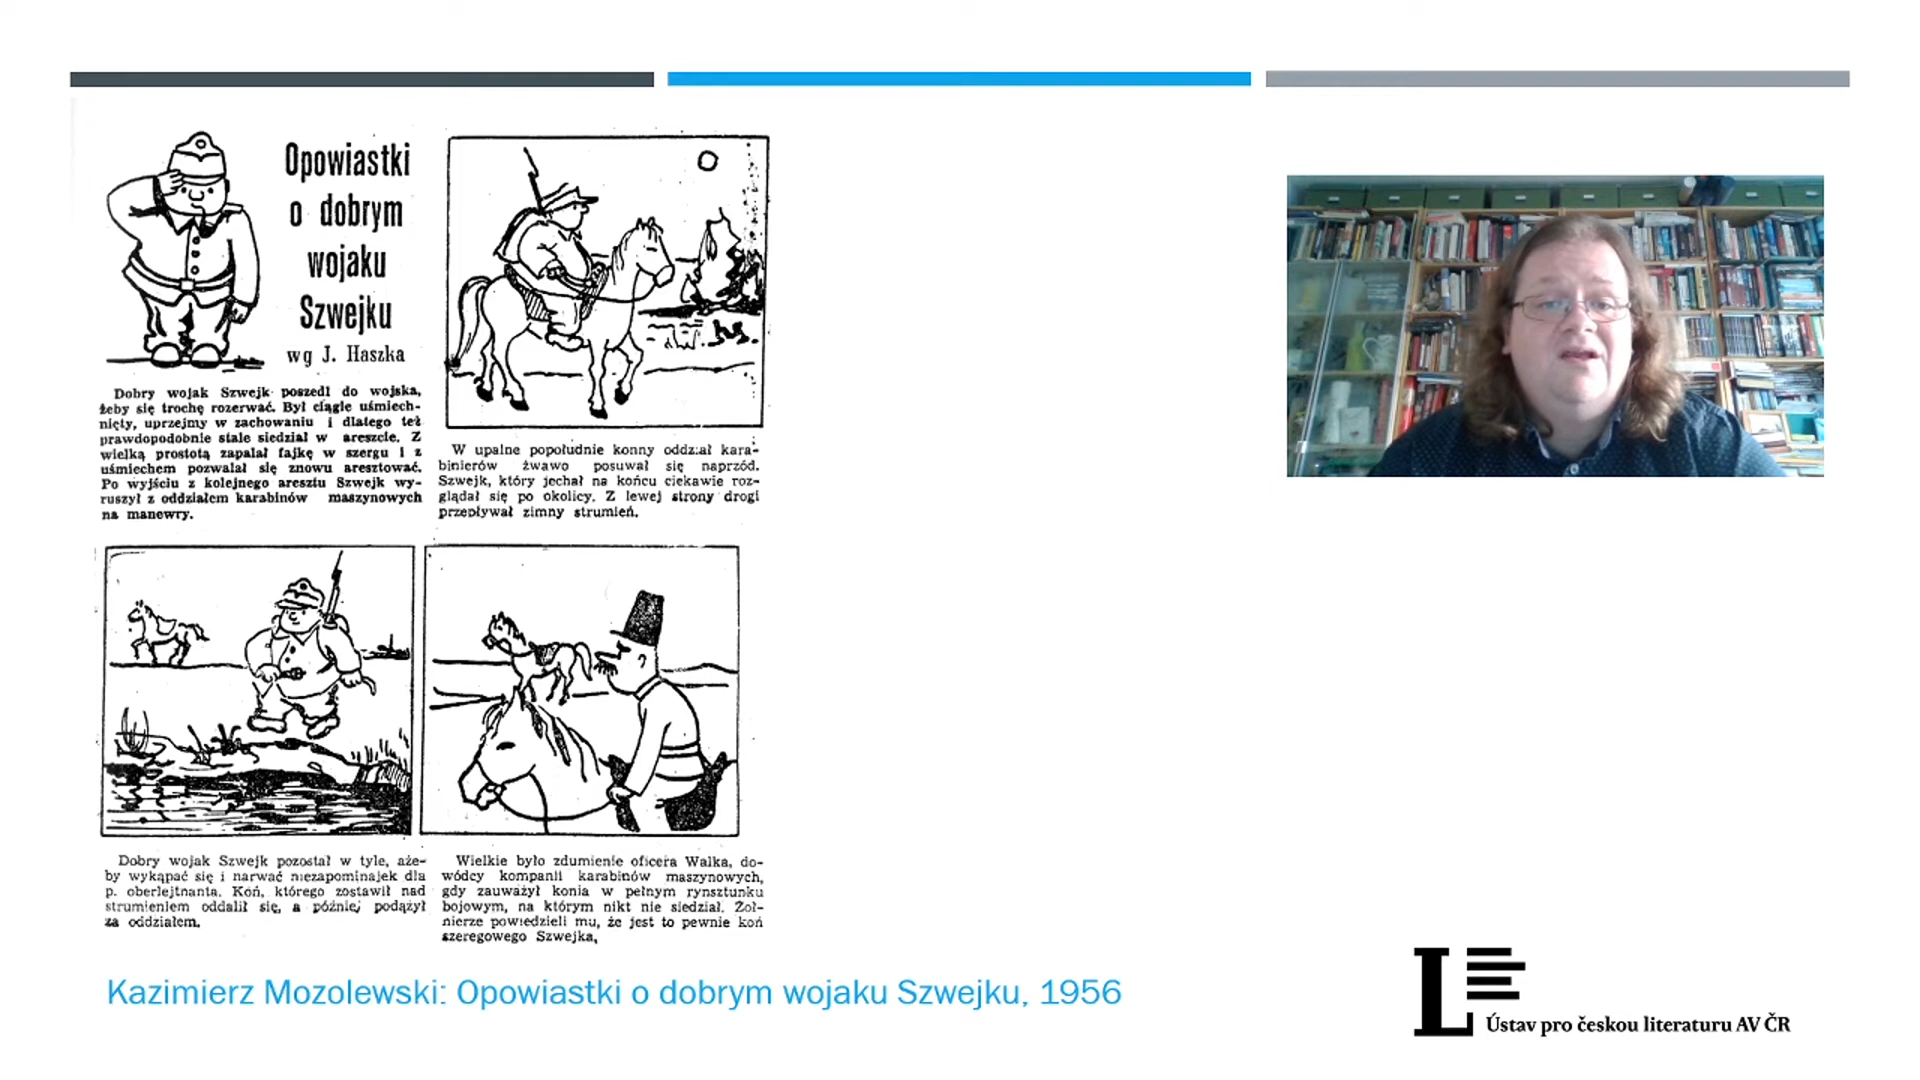 Opowiastki
o dobrym
wojaku
Szwejku
wg J. Haszka
Dobry wojak Szwejk poszedł do wojska,
żeby się trochę rozerwać. Był ciągle uśmiech-
nięty, uprzejmy w zachowaniu i dlatego też
prawdopodobnie stale siedział w areszcie. Z
wielką prostotą zapalał fajkę w szergu i z
uśmiechem pozwalał się znowu aresztować.
Po wyjściu z kolejnego aresztu Szwejk wy-
ruszył z oddziałem karabinów maszynowych
na manewry.
W upalne popołudnie konny oddział kara-
binierów żwawo posuwał się naprzód.
Szwejk, który jechał na końcu ciekawie roz-
glądał się po okolicy. Z lewej strony drogi
przepływał zimny strumień.
Dobry wojak Szwejk pozostał w tyle, aże-
by wykąpać się i narwać niezapominajek dla
p. oberlejtnanta. Koń, którego zostawił nad
strumieniem oddalił się, a później podążył
za oddziałem.
Wielkie było zdumienie oficera Walka, do-
wódcy kompanii karabinów maszynowych,
gdy zauważył konia w pełnym rynsztunku
bojowym, na którym nikt nie siedział. Żoł-
nierze powiedzieli mu, że jest to pewnie koń
szeregowego Szwejka,
Kazimierz Mozolewski: Opowiastki o dobrym wojaku Szwejku, 1956
Ústav pro českou literaturu AV ČR